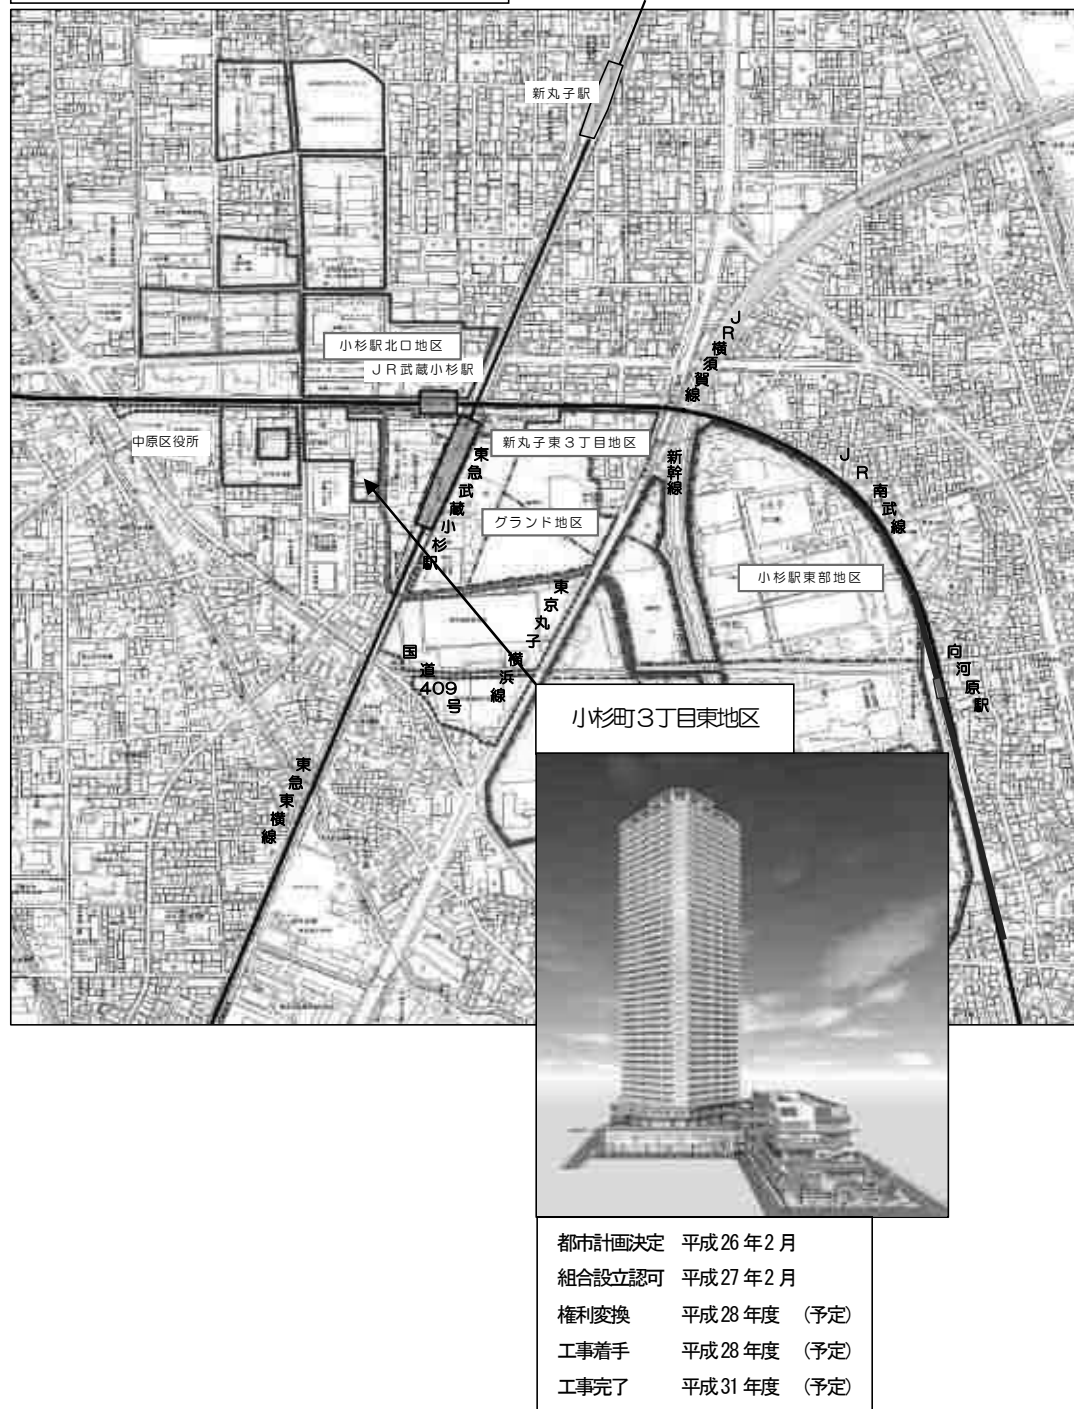 新丸子駅
JR横須賀線
小杉駅北口地区
JR武蔵小杉駅
中原区役所
新丸子東3丁目地区
東急武蔵小杉駅
新幹線
JR南武線
グランド地区
小杉駅東部地区
東京丸子横浜線
国道409号
向河原駅
小杉町3丁目東地区
東急東横線
都市計画決定 平成26年2月
組合設立認可 平成27年2月
権利変換 平成28年度 (予定)
工事着手 平成28年度 (予定)
工事完了 平成31年度 (予定)